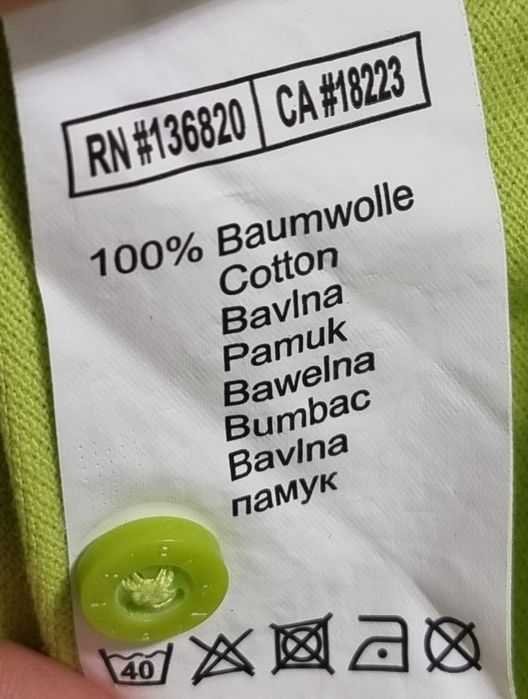 RN #136820 CA #18223
100% Baumwolle
Cotton
Bavlna
Pamuk
Bawelna
Bumbac
Bavlna
памук
40